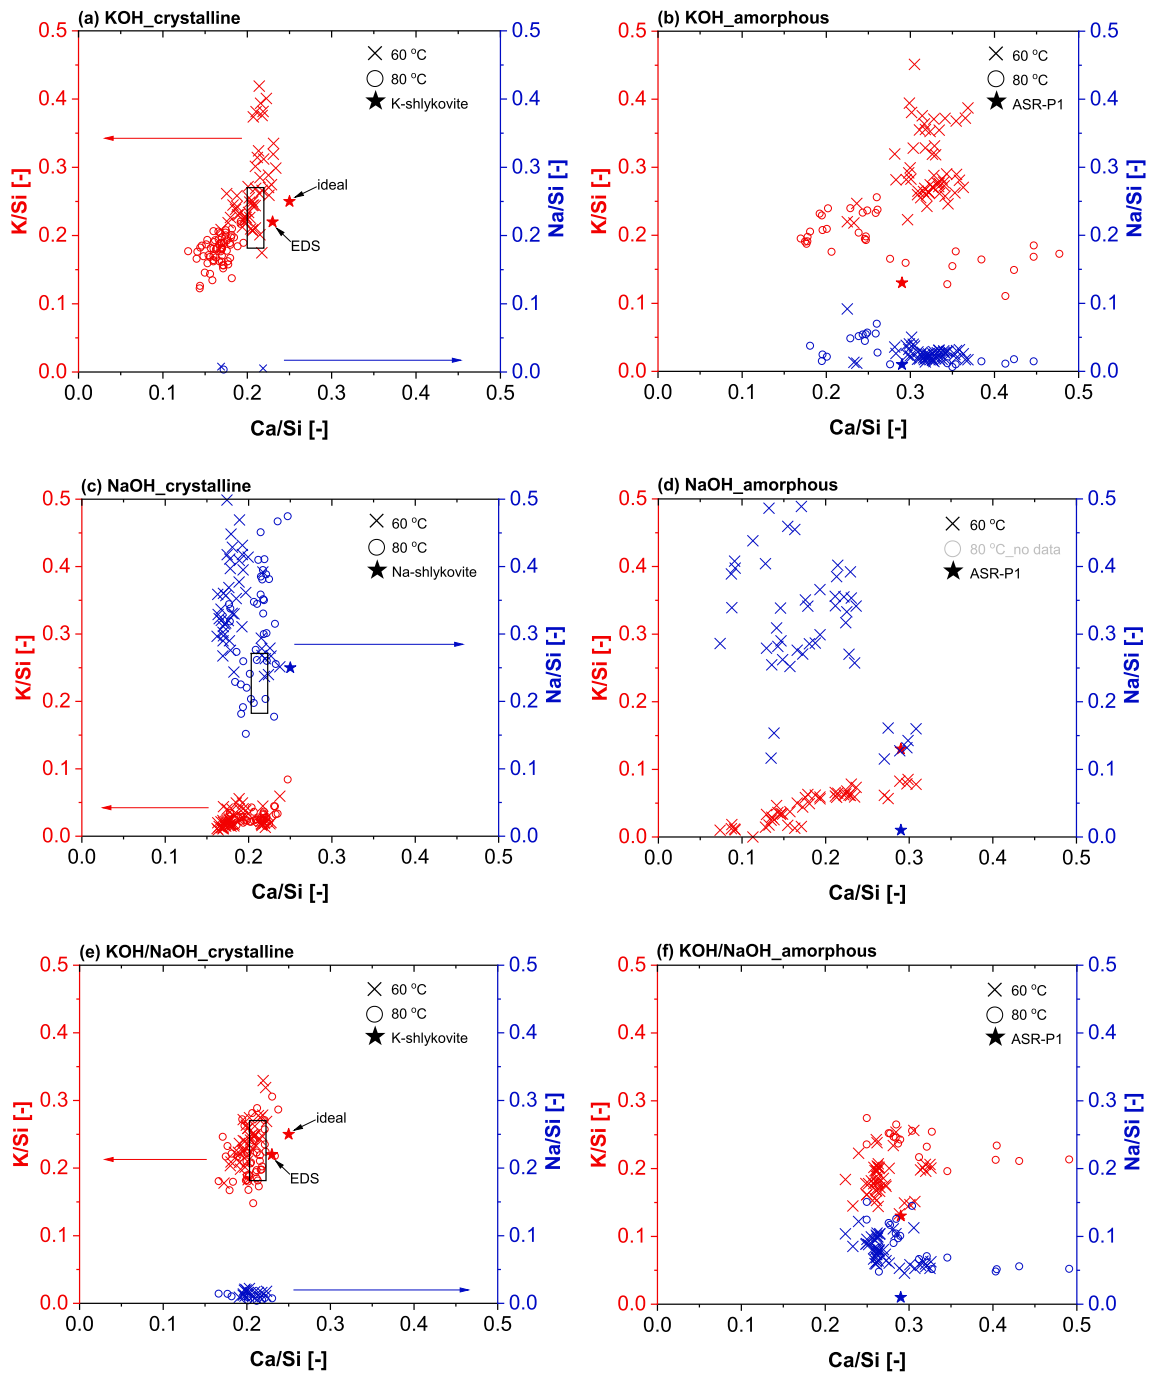 (a) KOH_crystalline
0.5
0.4
0.3
0.2
0.1
0.0
K/Si [-]
× 60 °C
○ 80 °C
★ K-shlykovite
ideal
EDS
0.5
0.4
0.3
0.2
0.1
0.0
Na/Si [-]
0.0 0.1 0.2 0.3 0.4 0.5
Ca/Si [-]
(b) KOH_amorphous
0.5
0.4
0.3
0.2
0.1
0.0
K/Si [-]
60 °C
80 °C
ASR-P1
0.5
0.4
0.3
0.2
0.1
0.0
Na/Si [-]
0.0 0.1 0.2 0.3 0.4 0.5
Ca/Si [-]
(c) NaOH_crystalline
0.5
0.4
0.3
0.2
0.1
0.0
K/Si [-]
60 °C
80 °C
Na-shlykovite
0.5
0.4
0.3
0.2
0.1
0.0
Na/Si [-]
0.0 0.1 0.2 0.3 0.4 0.5
Ca/Si [-]
(d) NaOH_amorphous
0.5
0.4
0.3
0.2
0.1
0.0
K/Si [-]
60 °C
80 °C_no data
ASR-P1
0.5
0.4
0.3
0.2
0.1
0.0
Na/Si [-]
0.0 0.1 0.2 0.3 0.4 0.5
Ca/Si [-]
(e) KOH/NaOH_crystalline
0.5
0.4
0.3
0.2
0.1
0.0
K/Si [-]
60 °C
80 °C
K-shlykovite
ideal
EDS
0.5
0.4
0.3
0.2
0.1
0.0
Na/Si [-]
0.0 0.1 0.2 0.3 0.4 0.5
Ca/Si [-]
(f) KOH/NaOH_amorphous
0.5
0.4
0.3
0.2
0.1
0.0
K/Si [-]
60 °C
80 °C
ASR-P1
0.5
0.4
0.3
0.2
0.1
0.0
Na/Si [-]
0.0 0.1 0.2 0.3 0.4 0.5
Ca/Si [-]